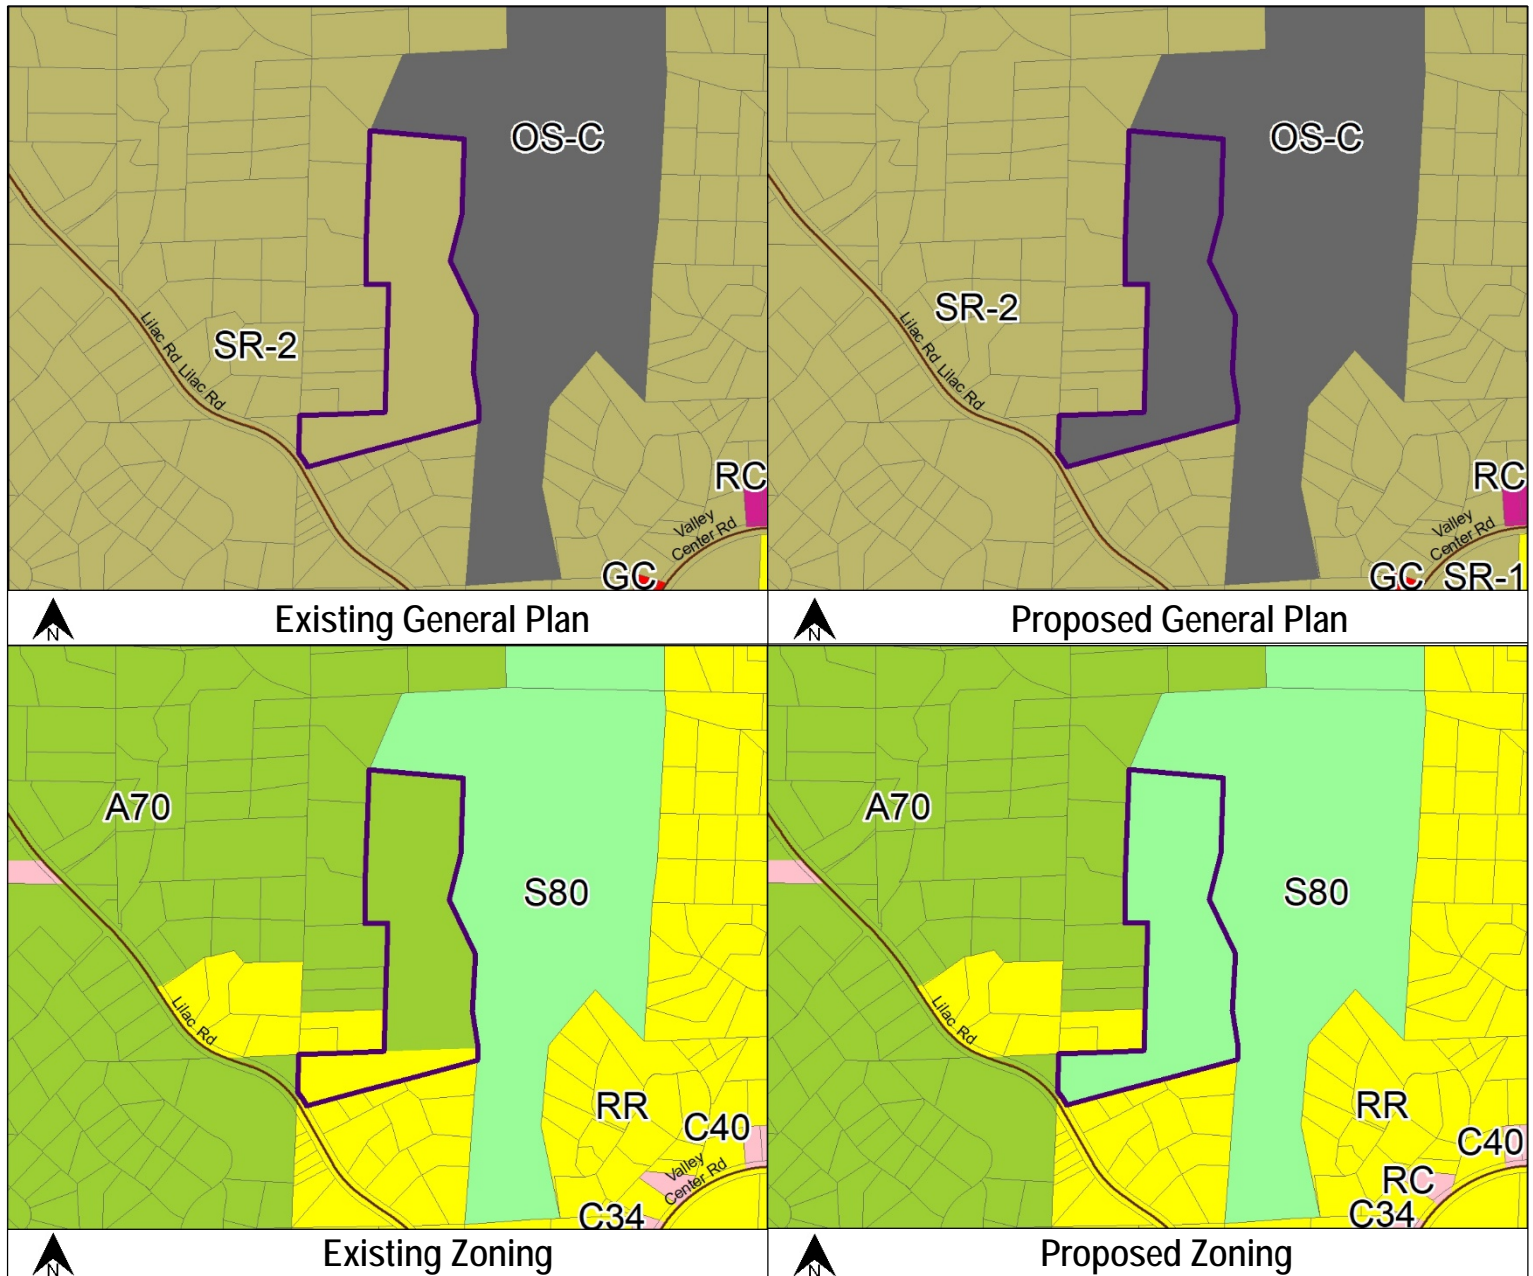 OS-C
SR-2
Lilac Rd Lilac Rd
RC
Valley
Center Rd
GC
N
Existing General Plan
OS-C
SR-2
Lilac Rd Lilac Rd
RC
Valley
Center Rd
GC SR-1
N
Proposed General Plan
A70
S80
Lilac Rd
RR
C40
Valley
Center Rd
C34
N
Existing Zoning
A70
S80
Lilac Rd
RR
C40
RC
C34
N
Proposed Zoning